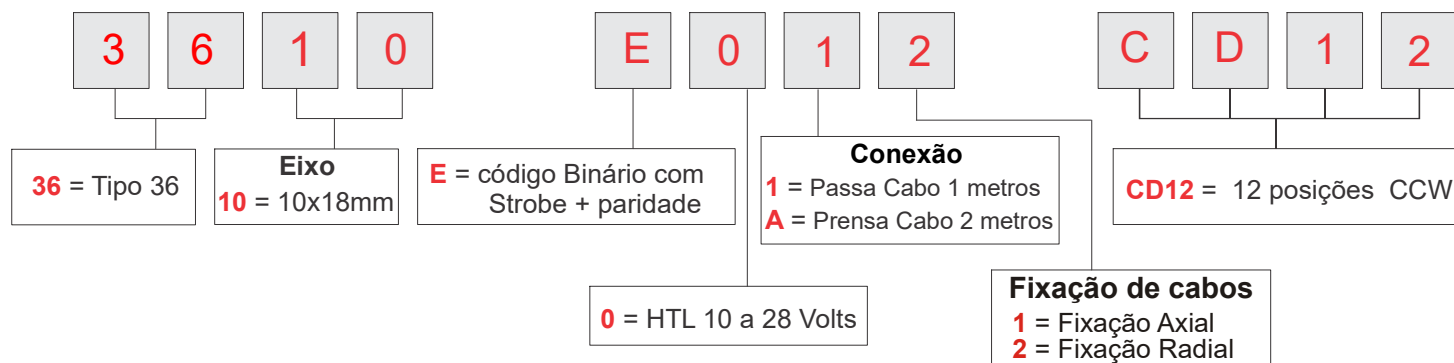 3 6 1 0 E 0 1 2 C D 1 2
36 = Tipo 36
Eixo
10 = 10x18mm
E = código Binário com
Strobe + paridade
Conexão
1 = Passa Cabo 1 metros
A = Prensa Cabo 2 metros
CD12 = 12 posições CCW
0 = HTL 10 a 28 Volts
Fixação de cabos
1 = Fixação Axial
2 = Fixação Radial